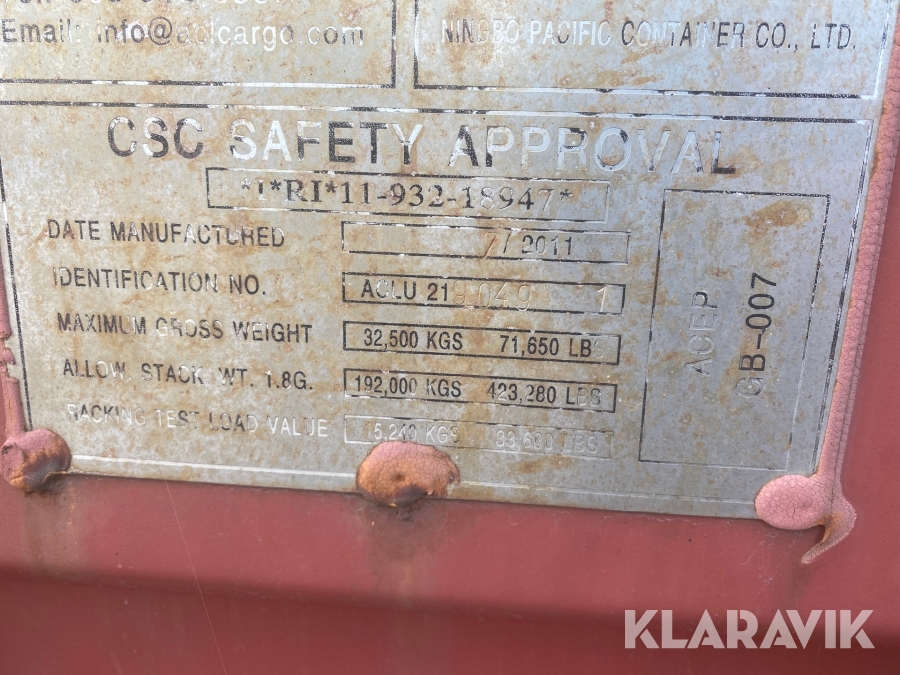 Email: info@aclcargo.com
NINGBO PACIFIC CONTAINER CO., LTD.
CSC SAFETY APPROVAL
*I*RI*11-932-18947*
DATE MANUFACTURED 7/2011
IDENTIFICATION NO. ACLU 219049 1
MAXIMUM GROSS WEIGHT 32,500 KGS 71,650 LBS
ALLOW. STACK WT. 1.8G. 192,000 KGS 423,280 LBS
RACKING TEST LOAD VALUE 15,240 KGS 33,600 LBS
ACEP
GB-007
KLARAVIK